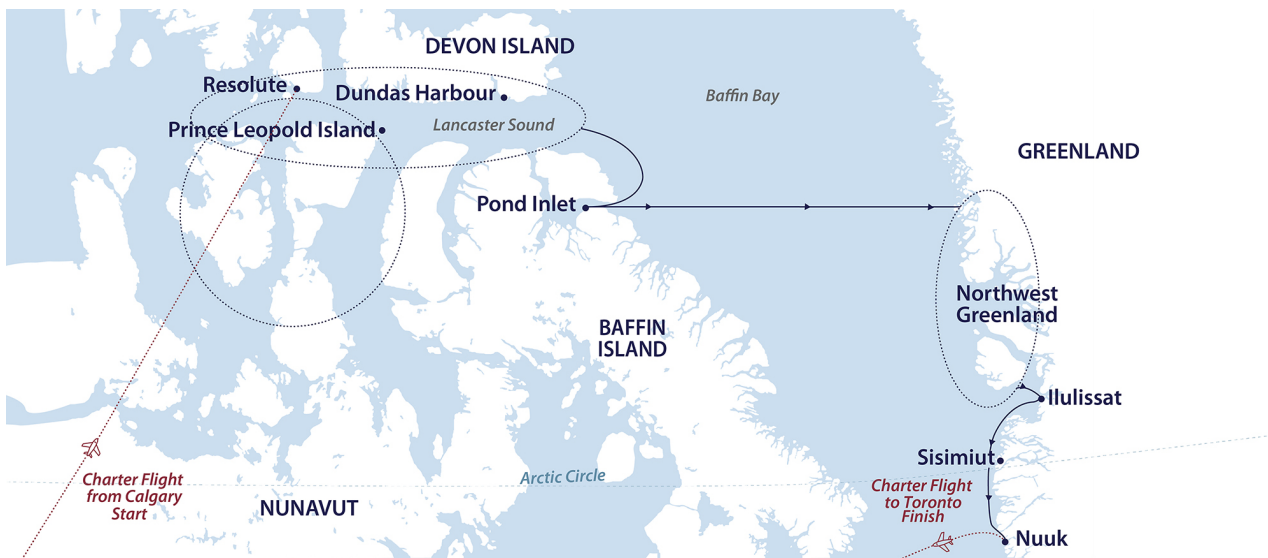 DEVON ISLAND
Resolute
Dundas Harbour
Baffin Bay
Prince Leopold Island
Lancaster Sound
GREENLAND
Pond Inlet
Northwest
Greenland
BAFFIN
ISLAND
Ilulissat
Sisimiut
Arctic Circle
Charter Flight
from Calgary
Start
Charter Flight
to Toronto
Finish
NUNAVUT
Nuuk